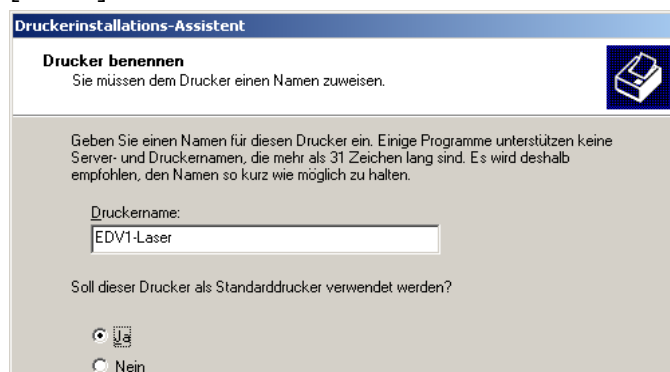 Druckerinstallations-Assistent
Drucker benennen
Sie müssen dem Drucker einen Namen zuweisen.
Geben Sie einen Namen für diesen Drucker ein. Einige Programme unterstützen keine
Server- und Druckernamen, die mehr als 31 Zeichen lang sind. Es wird deshalb
empfohlen, den Namen so kurz wie möglich zu halten.
Druckername:
EDV1-Laser
Soll dieser Drucker als Standarddrucker verwendet werden?
Ja
Nein